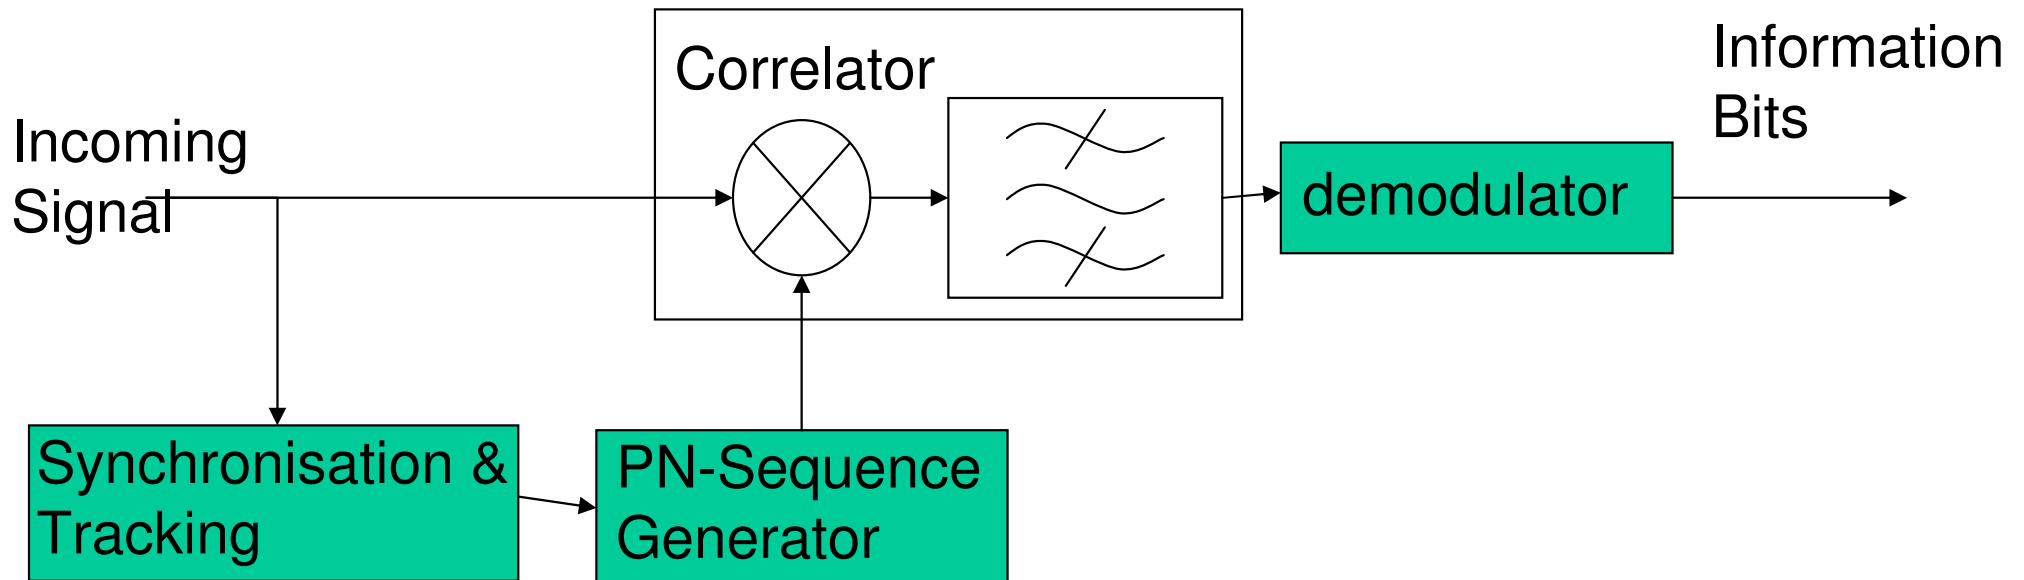 Correlator
Incoming
Signal
Information
Bits
demodulator
Synchronisation &
Tracking
PN-Sequence
Generator